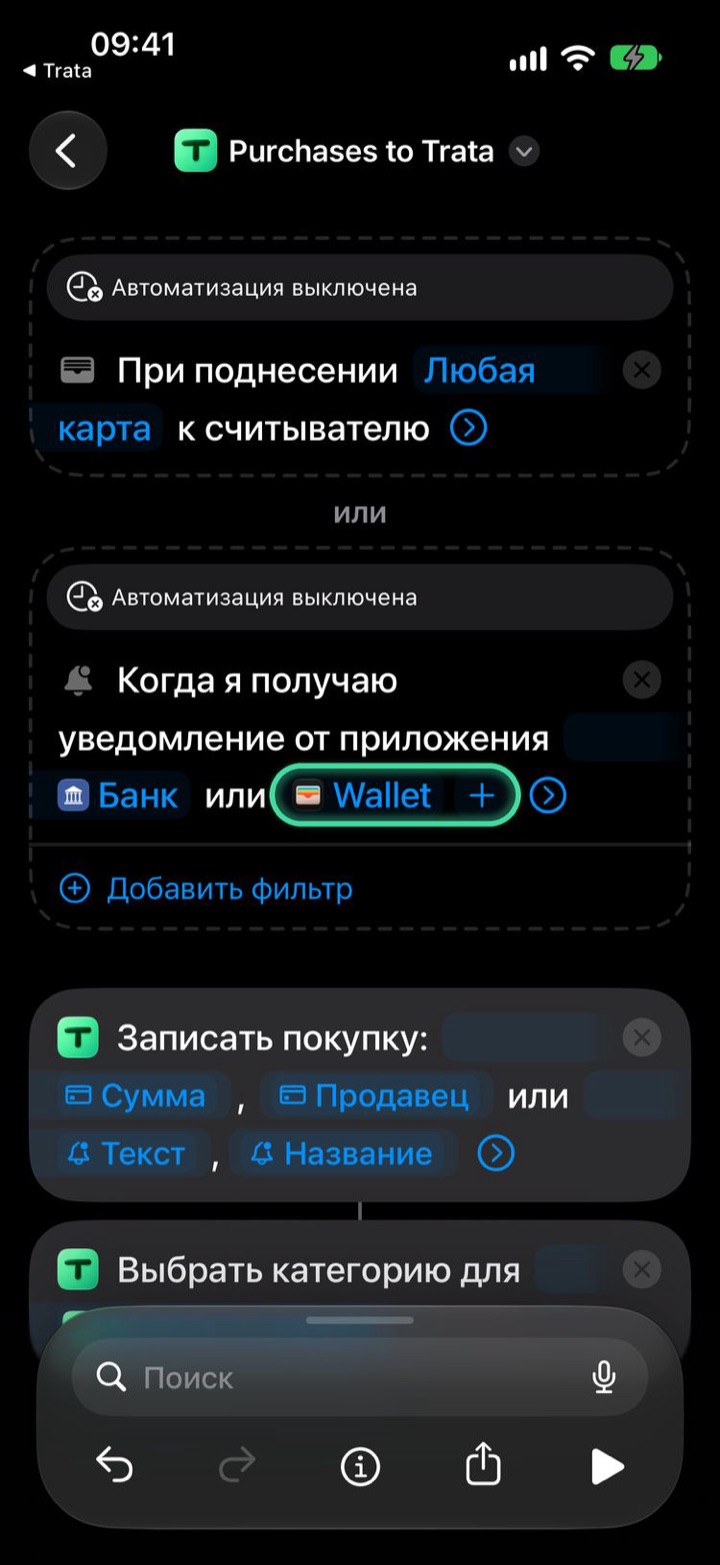 09:41
◀ Trata
Purchases to Trata
Автоматизация выключена
При поднесении Любая
карта к считывателю
или
Автоматизация выключена
Когда я получаю
уведомление от приложения
Банк или Wallet +
Добавить фильтр
Записать покупку:
Сумма , Продавец или
Текст , Название
Выбрать категорию для
Поиск